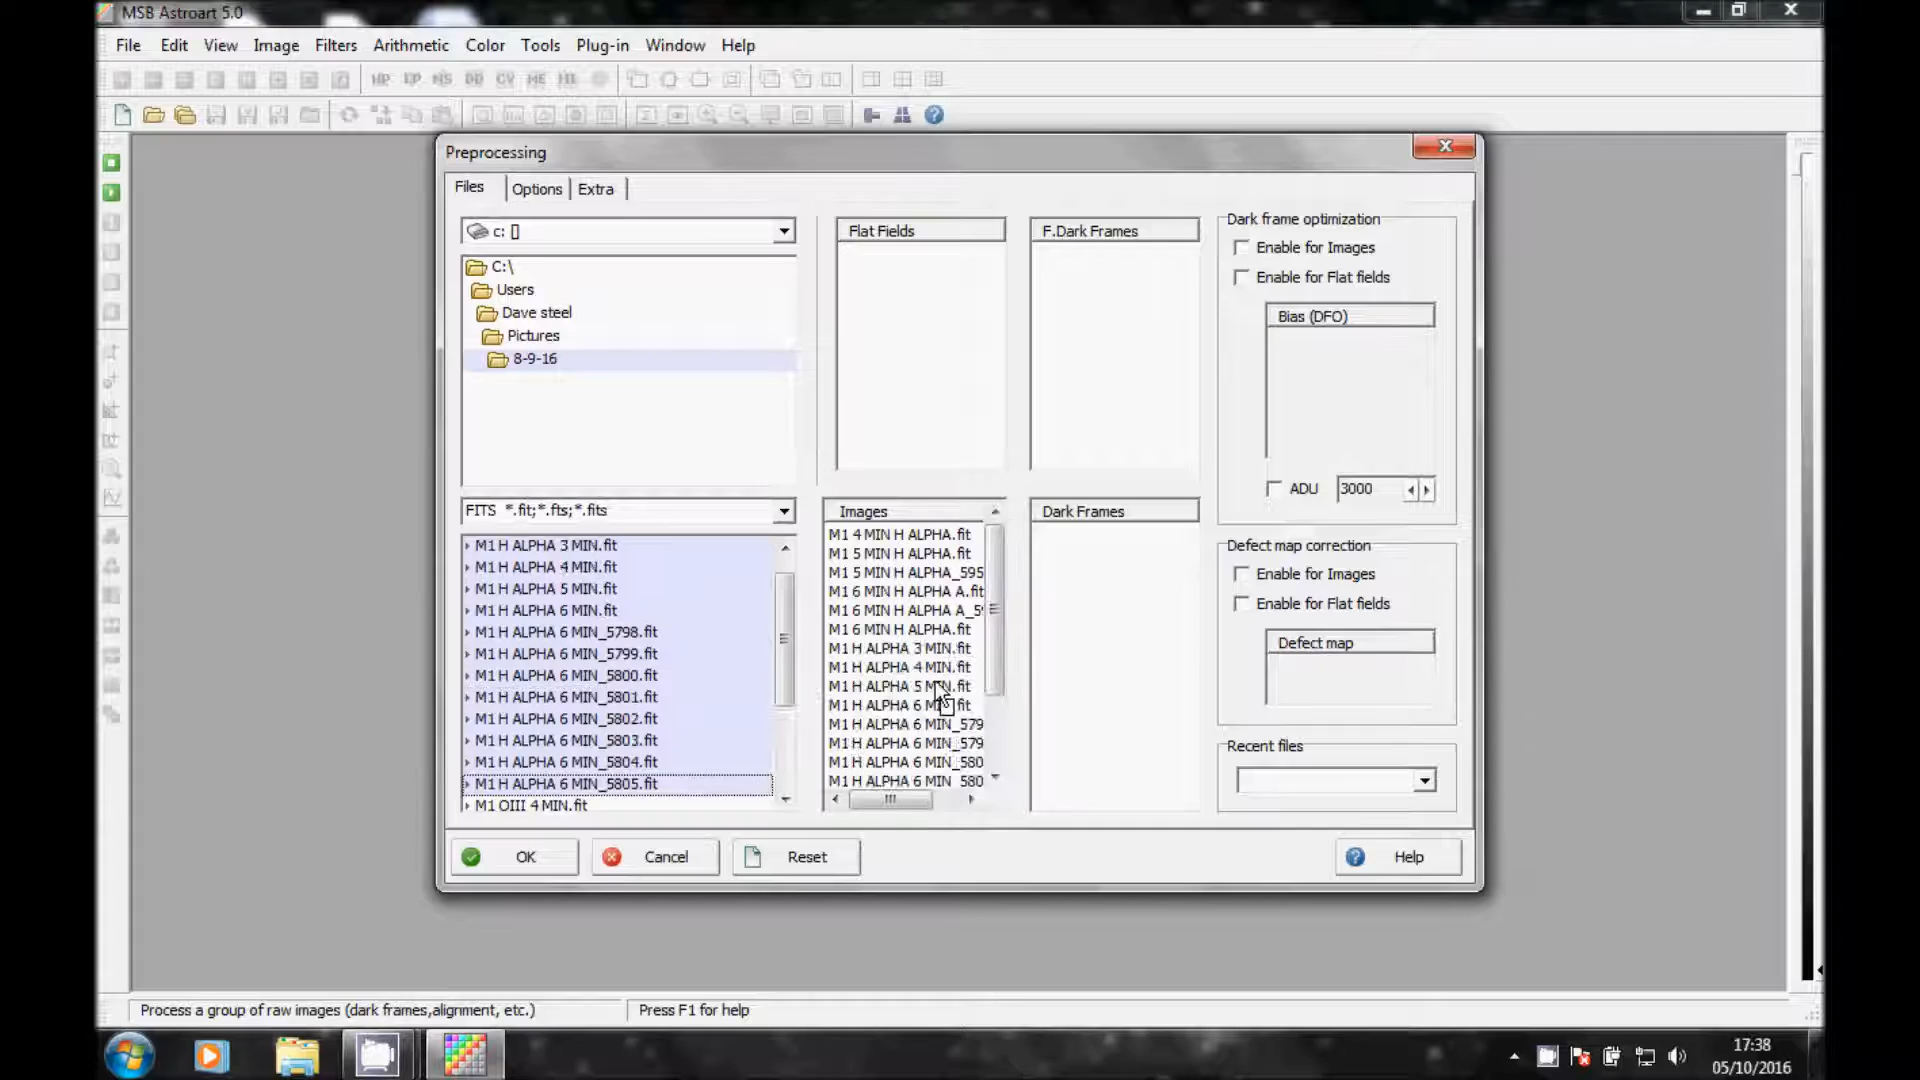 MSB Astroart 5.0
File Edit View Image Filters Arithmetic Color Tools Plug-in Window Help
Preprocessing
Files Options Extra
c: []
C:\
Users
Dave steel
Pictures
8-9-16
Flat Fields
F.Dark Frames
Dark frame optimization
Enable for Images
Enable for Flat fields
Bias (DFO)
ADU 3000
FITS *.fit;*.fts;*.fits
M1 H ALPHA 3 MIN.fit
M1 H ALPHA 4 MIN.fit
M1 H ALPHA 5 MIN.fit
M1 H ALPHA 6 MIN.fit
M1 H ALPHA 6 MIN_5798.fit
M1 H ALPHA 6 MIN_5799.fit
M1 H ALPHA 6 MIN_5800.fit
M1 H ALPHA 6 MIN_5801.fit
M1 H ALPHA 6 MIN_5802.fit
M1 H ALPHA 6 MIN_5803.fit
M1 H ALPHA 6 MIN_5804.fit
M1 H ALPHA 6 MIN_5805.fit
M1 OIII 4 MIN.fit
Images
M1 4 MIN H ALPHA.fit
M1 5 MIN H ALPHA.fit
M1 5 MIN H ALPHA_595
M1 6 MIN H ALPHA A.fit
M1 6 MIN H ALPHA A_5
M1 6 MIN H ALPHA.fit
M1 H ALPHA 3 MIN.fit
M1 H ALPHA 4 MIN.fit
M1 H ALPHA 5 MIN.fit
M1 H ALPHA 6 MIN.fit
M1 H ALPHA 6 MIN_579
M1 H ALPHA 6 MIN_579
M1 H ALPHA 6 MIN_580
M1 H ALPHA 6 MIN_580
Dark Frames
Defect map correction
Enable for Images
Enable for Flat fields
Defect map
Recent files
OK Cancel Reset Help
Process a group of raw images (dark frames,alignment, etc.) Press F1 for help
17:38
05/10/2016